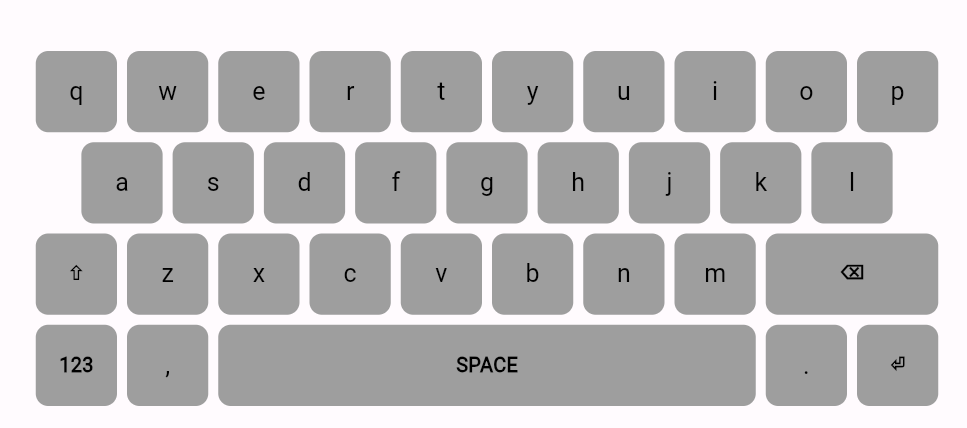 q w e r t y u i o p
a s d f g h j k l
⇧ z x c v b n m ⌫
123 , SPACE . ⏎